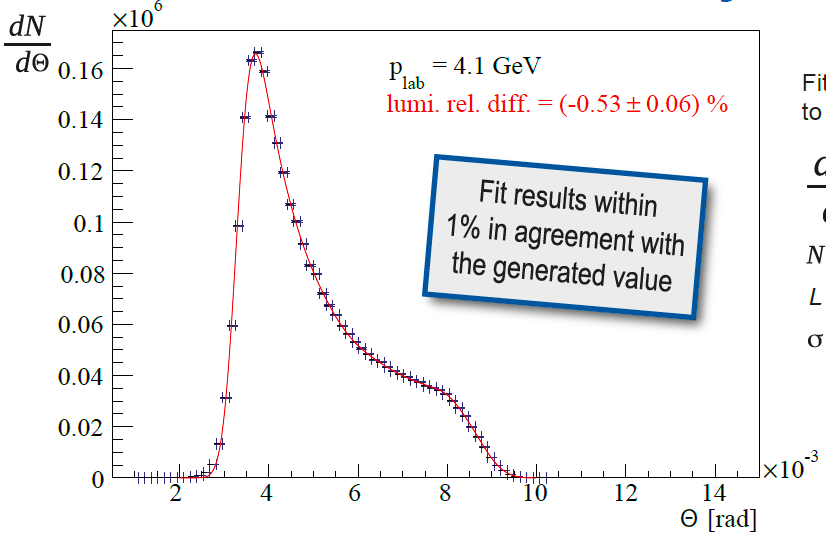 dN
dΘ
×10⁶
0.16
0.14
0.12
0.1
0.08
0.06
0.04
0.02
0
p_lab = 4.1 GeV
lumi. rel. diff. = (-0.53 ± 0.06) %
Fit results within
1% in agreement with
the generated value
2 4 6 8 10 12 14
×10⁻³
Θ [rad]
Fit
to
N
L
σ